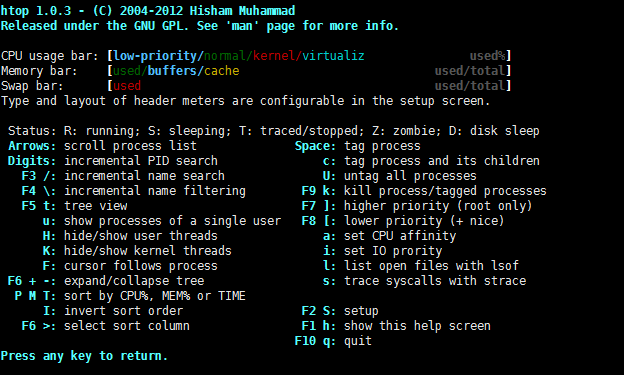 htop 1.0.3 - (C) 2004-2012 Hisham Muhammad
Released under the GNU GPL. See 'man' page for more info.
CPU usage bar: [low-priority/normal/kernel/virtualiz used%]
Memory bar: [used/buffers/cache used/total]
Swap bar: [used used/total]
Type and layout of header meters are configurable in the setup screen.
Status: R: running; S: sleeping; T: traced/stopped; Z: zombie; D: disk sleep
Arrows: scroll process list Space: tag process
Digits: incremental PID search c: tag process and its children
F3 /: incremental name search U: untag all processes
F4 \: incremental name filtering F9 k: kill process/tagged processes
F5 t: tree view F7 ]: higher priority (root only)
u: show processes of a single user F8 [: lower priority (+ nice)
H: hide/show user threads a: set CPU affinity
K: hide/show kernel threads i: set IO prority
F: cursor follows process l: list open files with lsof
F6 + -: expand/collapse tree s: trace syscalls with strace
P M T: sort by CPU%, MEM% or TIME
I: invert sort order F2 S: setup
F6 >: select sort column F1 h: show this help screen
F10 q: quit
Press any key to return.